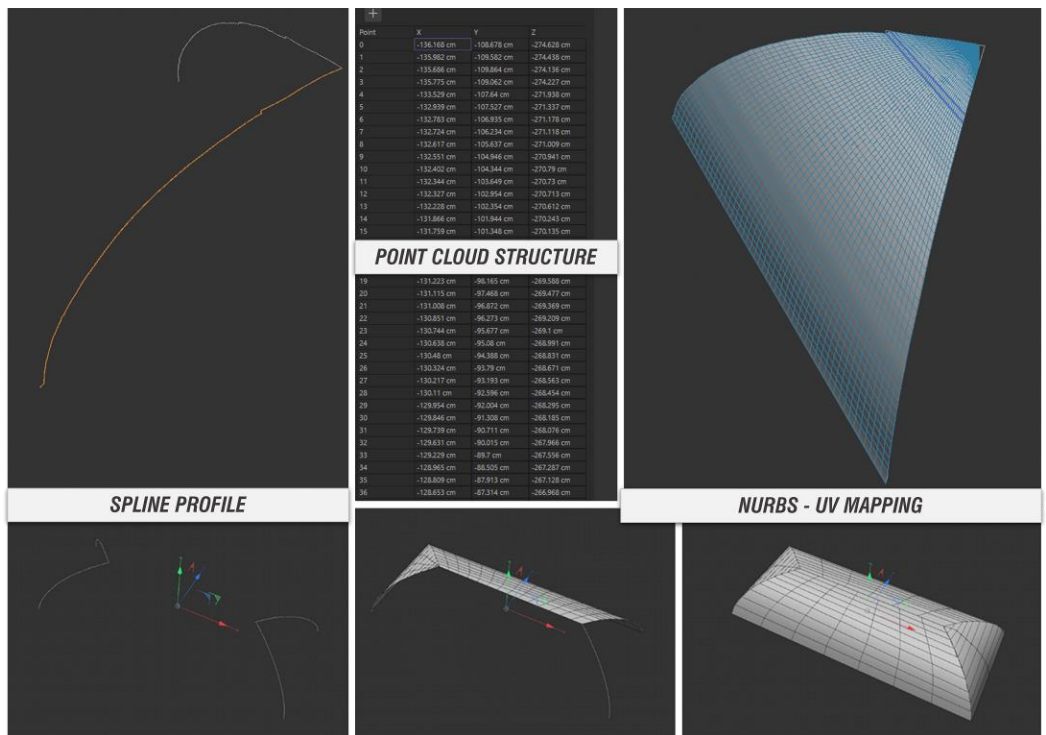 +
Point X Y Z
0 -136.168 cm -108.678 cm -274.628 cm
1 -135.982 cm -109.582 cm -274.438 cm
2 -135.686 cm -109.864 cm -274.136 cm
3 -135.775 cm -109.062 cm -274.227 cm
4 -133.529 cm -107.64 cm -271.938 cm
5 -132.939 cm -107.527 cm -271.337 cm
6 -132.783 cm -106.935 cm -271.178 cm
7 -132.724 cm -106.234 cm -271.118 cm
8 -132.617 cm -105.637 cm -271.009 cm
9 -132.551 cm -104.946 cm -270.941 cm
10 -132.402 cm -104.344 cm -270.79 cm
11 -132.344 cm -103.649 cm -270.73 cm
12 -132.327 cm -102.954 cm -270.713 cm
13 -132.228 cm -102.354 cm -270.612 cm
14 -131.866 cm -101.944 cm -270.243 cm
15 -131.759 cm -101.348 cm -270.135 cm
POINT CLOUD STRUCTURE
19 -131.223 cm -98.165 cm -269.588 cm
20 -131.115 cm -97.468 cm -269.477 cm
21 -131.008 cm -96.872 cm -269.369 cm
22 -130.851 cm -96.273 cm -269.209 cm
23 -130.744 cm -95.677 cm -269.1 cm
24 -130.638 cm -95.08 cm -268.991 cm
25 -130.48 cm -94.388 cm -268.831 cm
26 -130.324 cm -93.79 cm -268.671 cm
27 -130.217 cm -93.193 cm -268.563 cm
28 -130.11 cm -92.596 cm -268.454 cm
29 -129.954 cm -92.004 cm -268.295 cm
30 -129.846 cm -91.308 cm -268.185 cm
31 -129.739 cm -90.711 cm -268.076 cm
32 -129.631 cm -90.015 cm -267.966 cm
33 -129.229 cm -89.7 cm -267.556 cm
34 -128.965 cm -88.505 cm -267.287 cm
35 -128.809 cm -87.913 cm -267.128 cm
36 -128.653 cm -87.314 cm -266.968 cm
SPLINE PROFILE
NURBS - UV MAPPING